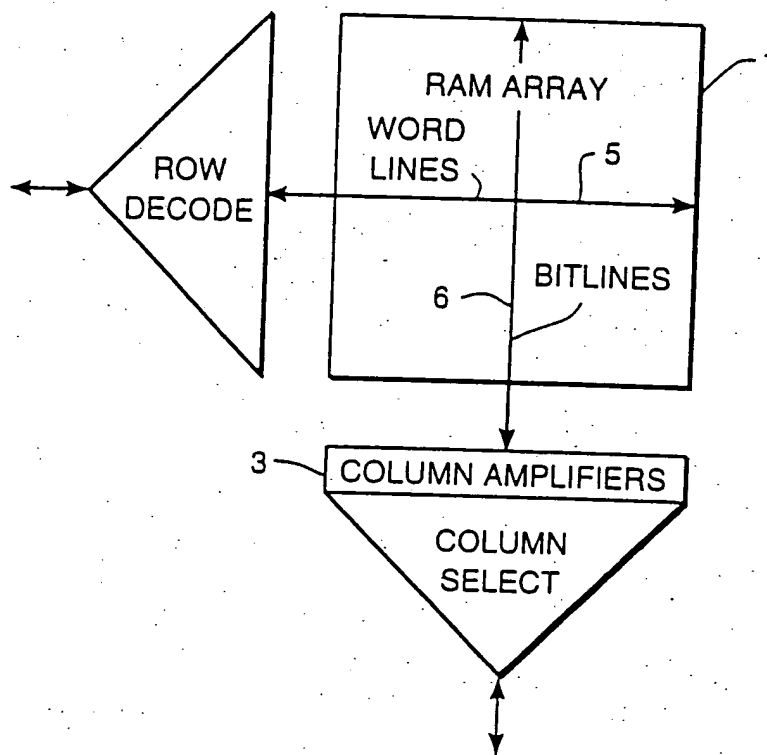 RAM ARRAY
WORD
LINES
5
ROW
DECODE
6
BITLINES
3
COLUMN AMPLIFIERS
COLUMN
SELECT